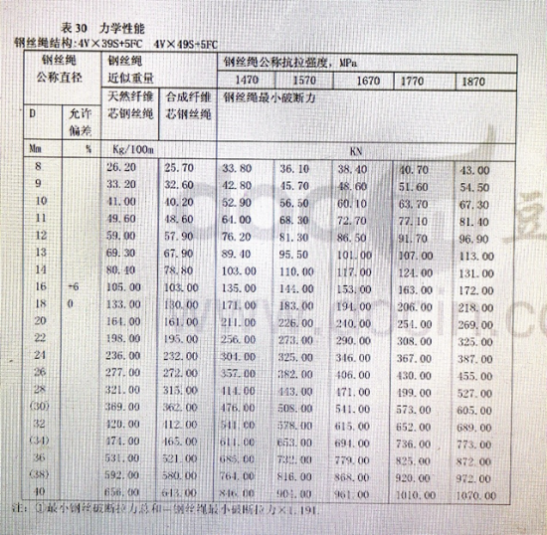 表 30 力学性能
钢丝绳结构:4V×39S+5FC 4V×49S+5FC
钢丝绳公称直径 钢丝绳近似重量 钢丝绳公称抗拉强度, MPa
1470 1570 1670 1770 1870
D 允许偏差 天然纤维芯钢丝绳 合成纤维芯钢丝绳 钢丝绳最小破断力
Mm % Kg/100m KN
8 26.20 25.70 33.80 36.10 38.40 40.70 43.00
9 33.20 32.60 42.80 45.70 48.60 51.60 54.50
10 41.00 40.20 52.90 56.50 60.10 63.70 67.30
11 49.60 48.60 64.00 68.30 72.70 77.10 81.40
12 59.00 57.90 76.20 81.30 86.50 91.70 96.90
13 69.30 67.90 89.40 95.50 101.00 107.00 113.00
14 80.40 78.80 103.00 110.00 117.00 124.00 131.00
16 +6 105.00 103.00 135.00 144.00 153.00 163.00 172.00
18 0 133.00 130.00 171.00 183.00 194.00 206.00 218.00
20 164.00 161.00 211.00 226.00 240.00 254.00 269.00
22 198.00 195.00 256.00 273.00 290.00 308.00 325.00
24 236.00 232.00 304.00 325.00 346.00 367.00 387.00
26 277.00 272.00 357.00 382.00 406.00 430.00 455.00
28 321.00 315.00 414.00 443.00 471.00 499.00 527.00
(30) 369.00 362.00 476.00 508.00 541.00 573.00 605.00
32 420.00 412.00 541.00 578.00 615.00 652.00 689.00
(34) 474.00 465.00 611.00 653.00 694.00 736.00 773.00
36 531.00 521.00 685.00 732.00 779.00 825.00 872.00
(38) 592.00 580.00 764.00 816.00 868.00 920.00 972.00
40 656.00 643.00 846.00 904.00 961.00 1010.00 1070.00
注: ①最小钢丝破断拉力总和=钢丝绳最小破断拉力×1.191.
豆